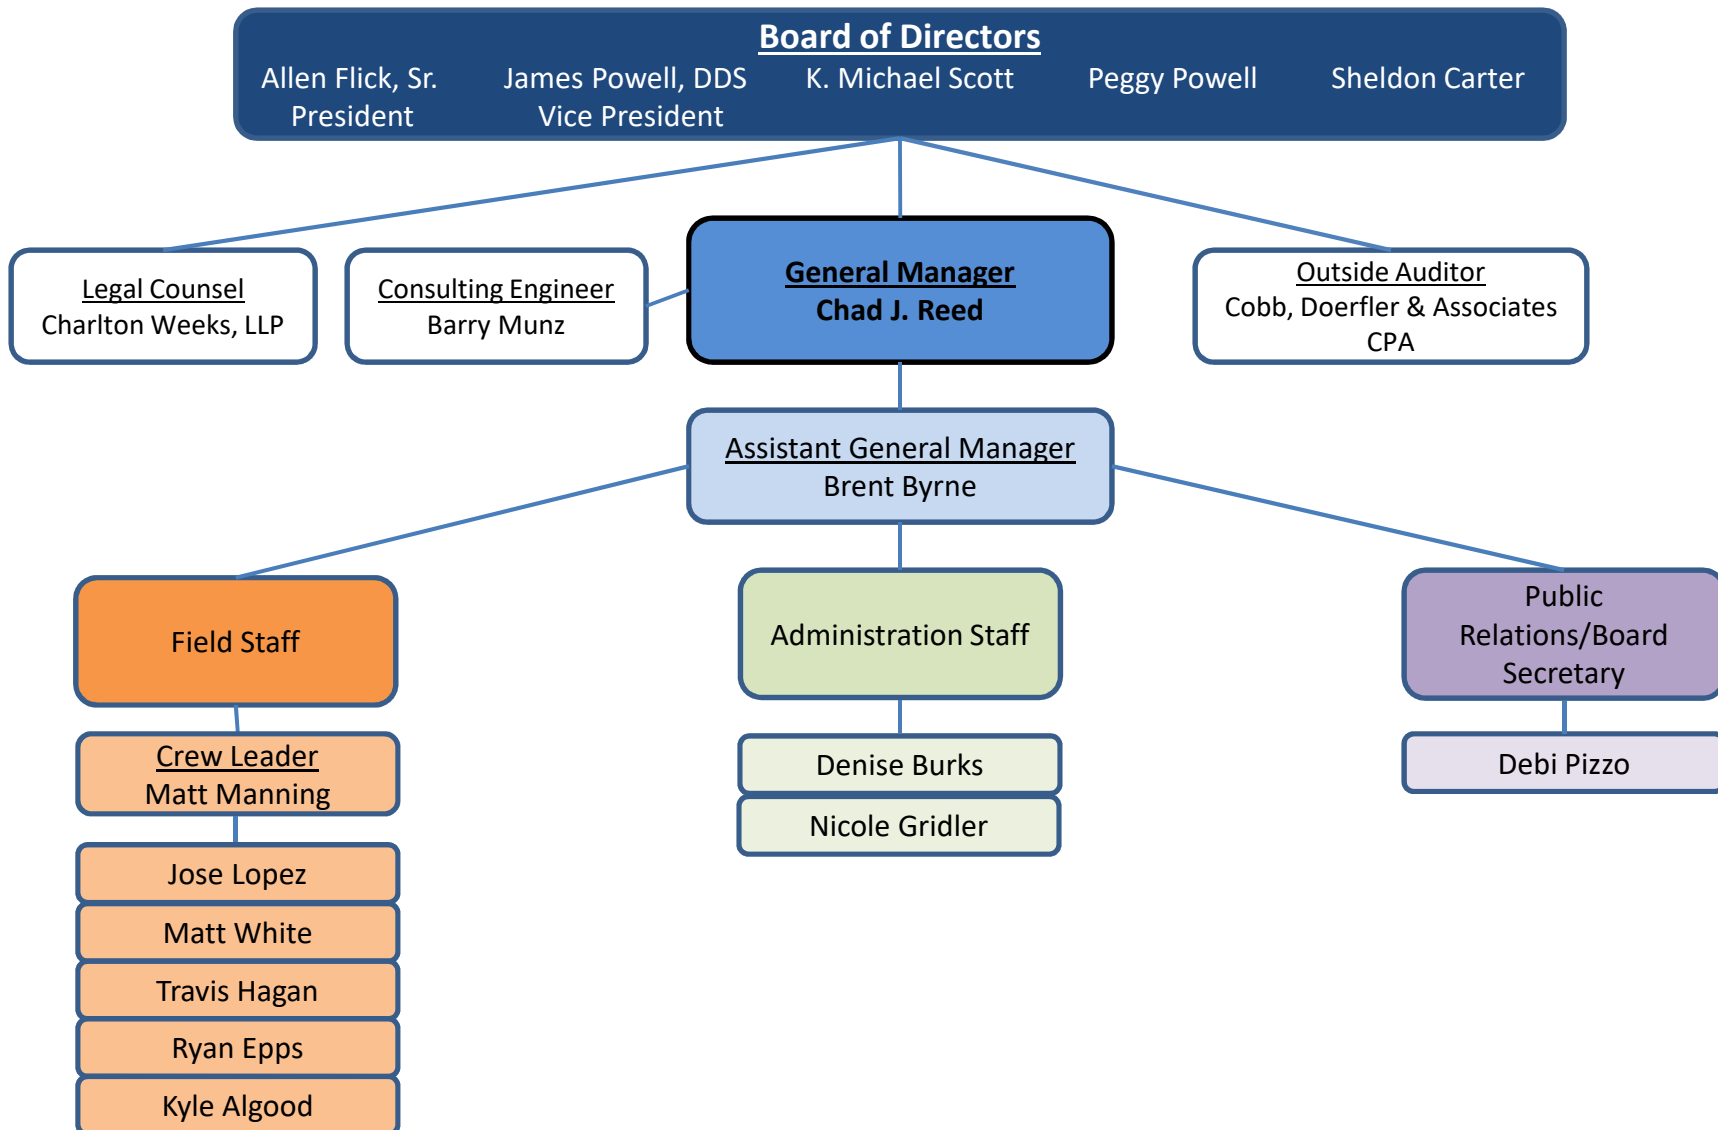 Board of Directors
Allen Flick, Sr. James Powell, DDS K. Michael Scott Peggy Powell Sheldon Carter
President Vice President
Legal Counsel
Charlton Weeks, LLP
Consulting Engineer
Barry Munz
General Manager
Chad J. Reed
Outside Auditor
Cobb, Doerfler & Associates
CPA
Assistant General Manager
Brent Byrne
Field Staff
Administration Staff
Public
Relations/Board
Secretary
Crew Leader
Matt Manning
Jose Lopez
Matt White
Travis Hagan
Ryan Epps
Kyle Algood
Denise Burks
Nicole Gridler
Debi Pizzo